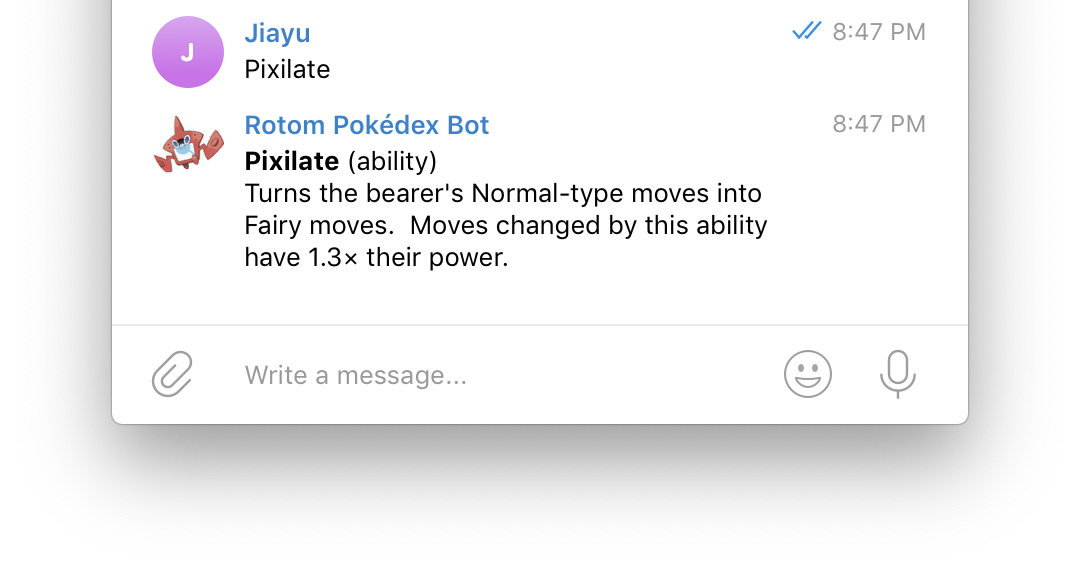 J
Jiayu
8:47 PM
Pixilate
Rotom Pokédex Bot
8:47 PM
Pixilate (ability)
Turns the bearer's Normal-type moves into
Fairy moves.  Moves changed by this ability
have 1.3× their power.
Write a message...